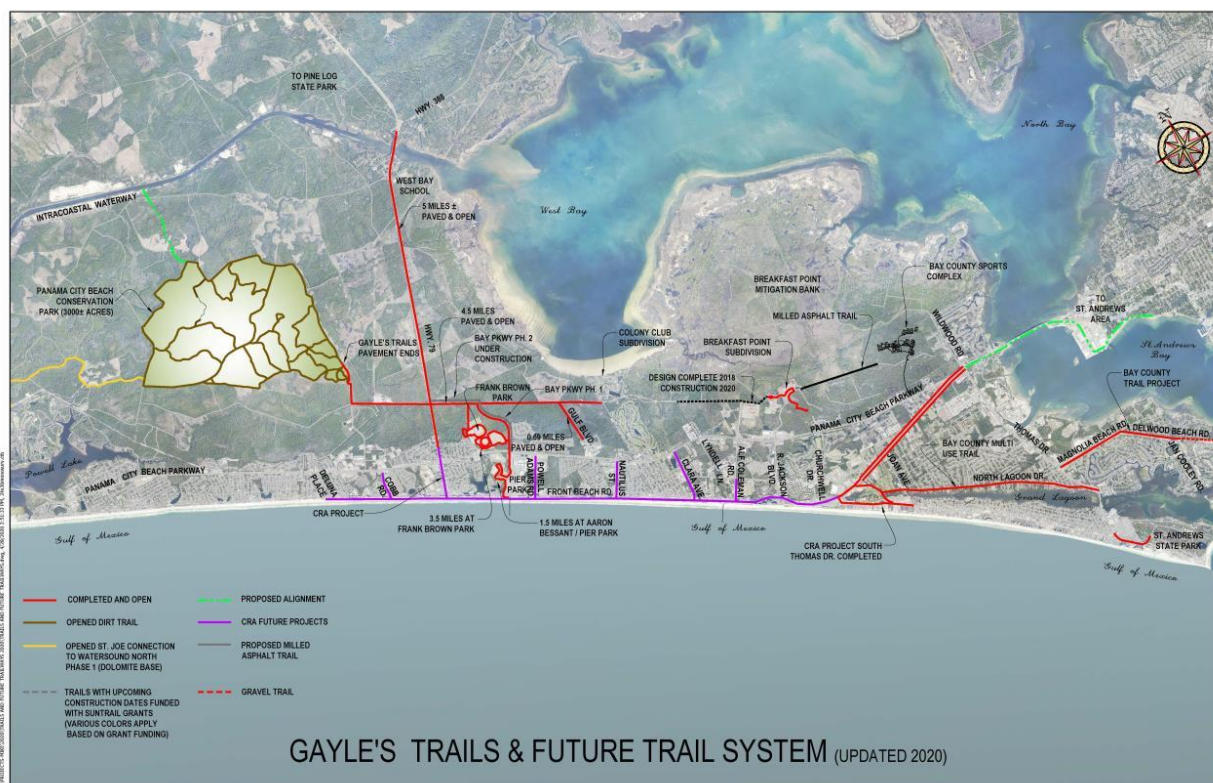 TO PINE LOG
STATE PARK
HWY. 388
North Bay
WEST BAY
SCHOOL
INTRACOASTAL WATERWAY
5 MILES ±
PAVED & OPEN
West Bay
BREAKFAST POINT
MITIGATION BANK
BAY COUNTY SPORTS
COMPLEX
PANAMA CITY BEACH
CONSERVATION
PARK (3000± ACRES)
4.5 MILES
PAVED & OPEN
MILLED ASPHALT TRAIL
WILDWOOD RD
TO
ST. ANDREWS
AREA
HWY. 79
GAYLE'S TRAILS
PAVEMENT ENDS
BAY PKWY PH. 2
UNDER
CONSTRUCTION
COLONY CLUB
SUBDIVISION
BREAKFAST POINT
SUBDIVISION
St.Andrews
Bay
BAY COUNTY
TRAIL PROJECT
FRANK BROWN
PARK
BAY PKWY PH. 1
DESIGN COMPLETE 2018
CONSTRUCTION 2020
PANAMA CITY BEACH PARKWAY
GULF BLVD.
0.69 MILES
PAVED & OPEN
BAY COUNTY MULTI
USE TRAIL
THOMAS DR.
MAGNOLIA BEACH RD.
DELWOOD BEACH RD.
JAN COOLEY RD.
Powell Lake
PANAMA CITY BEACH PARKWAY
DELUNA
PLACE
COBB
RD.
PIER
PARK
POWELL
ADAMS RD.
NAUTILUS
ST.
CLARA AVE.
LYNDELL LN.
ALF COLEMAN
RD.
R. JACKSON
BLVD.
CHURCHWELL
DR.
JOAN AVE.
NORTH LAGOON DR.
Grand Lagoon
FRONT BEACH RD.
CRA PROJECT
3.5 MILES AT
FRANK BROWN PARK
1.5 MILES AT AARON
BESSANT / PIER PARK
Gulf of Mexico
Gulf of Mexico
CRA PROJECT SOUTH
THOMAS DR. COMPLETED
ST. ANDREWS
STATE PARK
Gulf of Mexico
COMPLETED AND OPEN
OPENED DIRT TRAIL
OPENED ST. JOE CONNECTION
TO WATERSOUND NORTH
PHASE 1 (DOLOMITE BASE)
TRAILS WITH UPCOMING
CONSTRUCTION DATES FUNDED
WITH SUNTRAIL GRANTS
(VARIOUS COLORS APPLY
BASED ON GRANT FUNDING)
PROPOSED ALIGNMENT
CRA FUTURE PROJECTS
PROPOSED MILLED
ASPHALT TRAIL
GRAVEL TRAIL
GAYLE'S TRAILS & FUTURE TRAIL SYSTEM (UPDATED 2020)